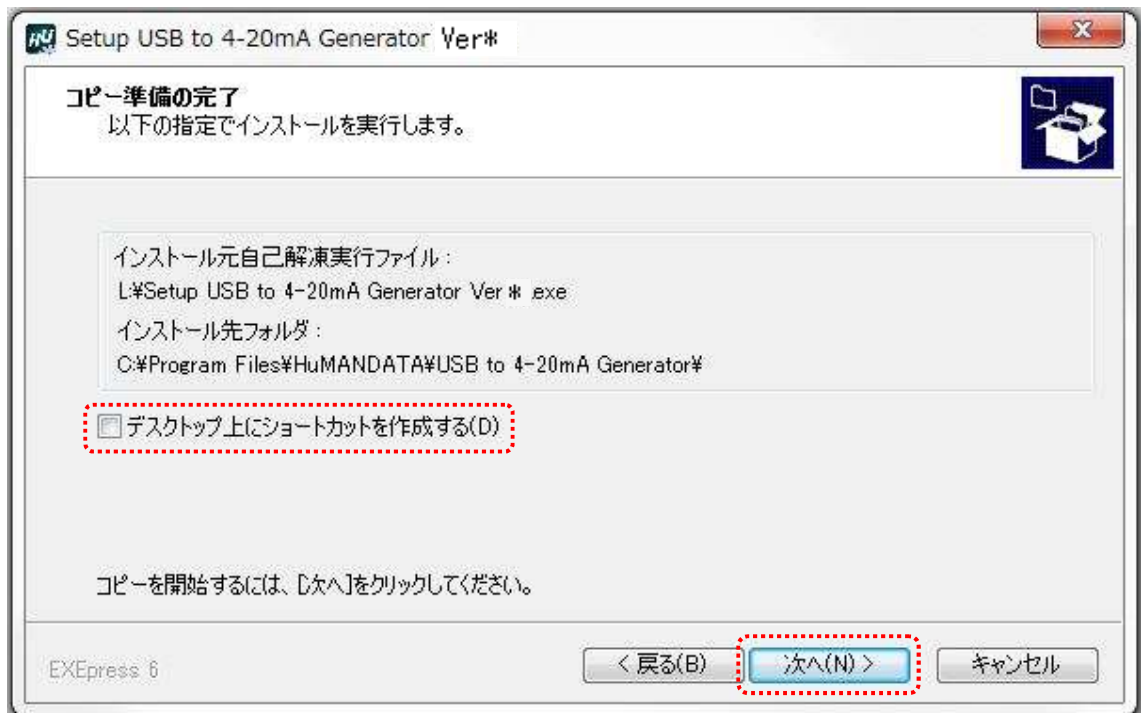 HU Setup USB to 4-20mA Generator Ver*
コピー準備の完了
以下の指定でインストールを実行します。
インストール元自己解凍実行ファイル：
L:¥Setup USB to 4-20mA Generator Ver * .exe
インストール先フォルダ：
C:¥Program Files¥HuMANDATA¥USB to 4-20mA Generator¥
デスクトップ上にショートカットを作成する(D)
コピーを開始するには、[次へ]をクリックしてください。
EXEpress 6
< 戻る(B)
次へ(N) >
キャンセル